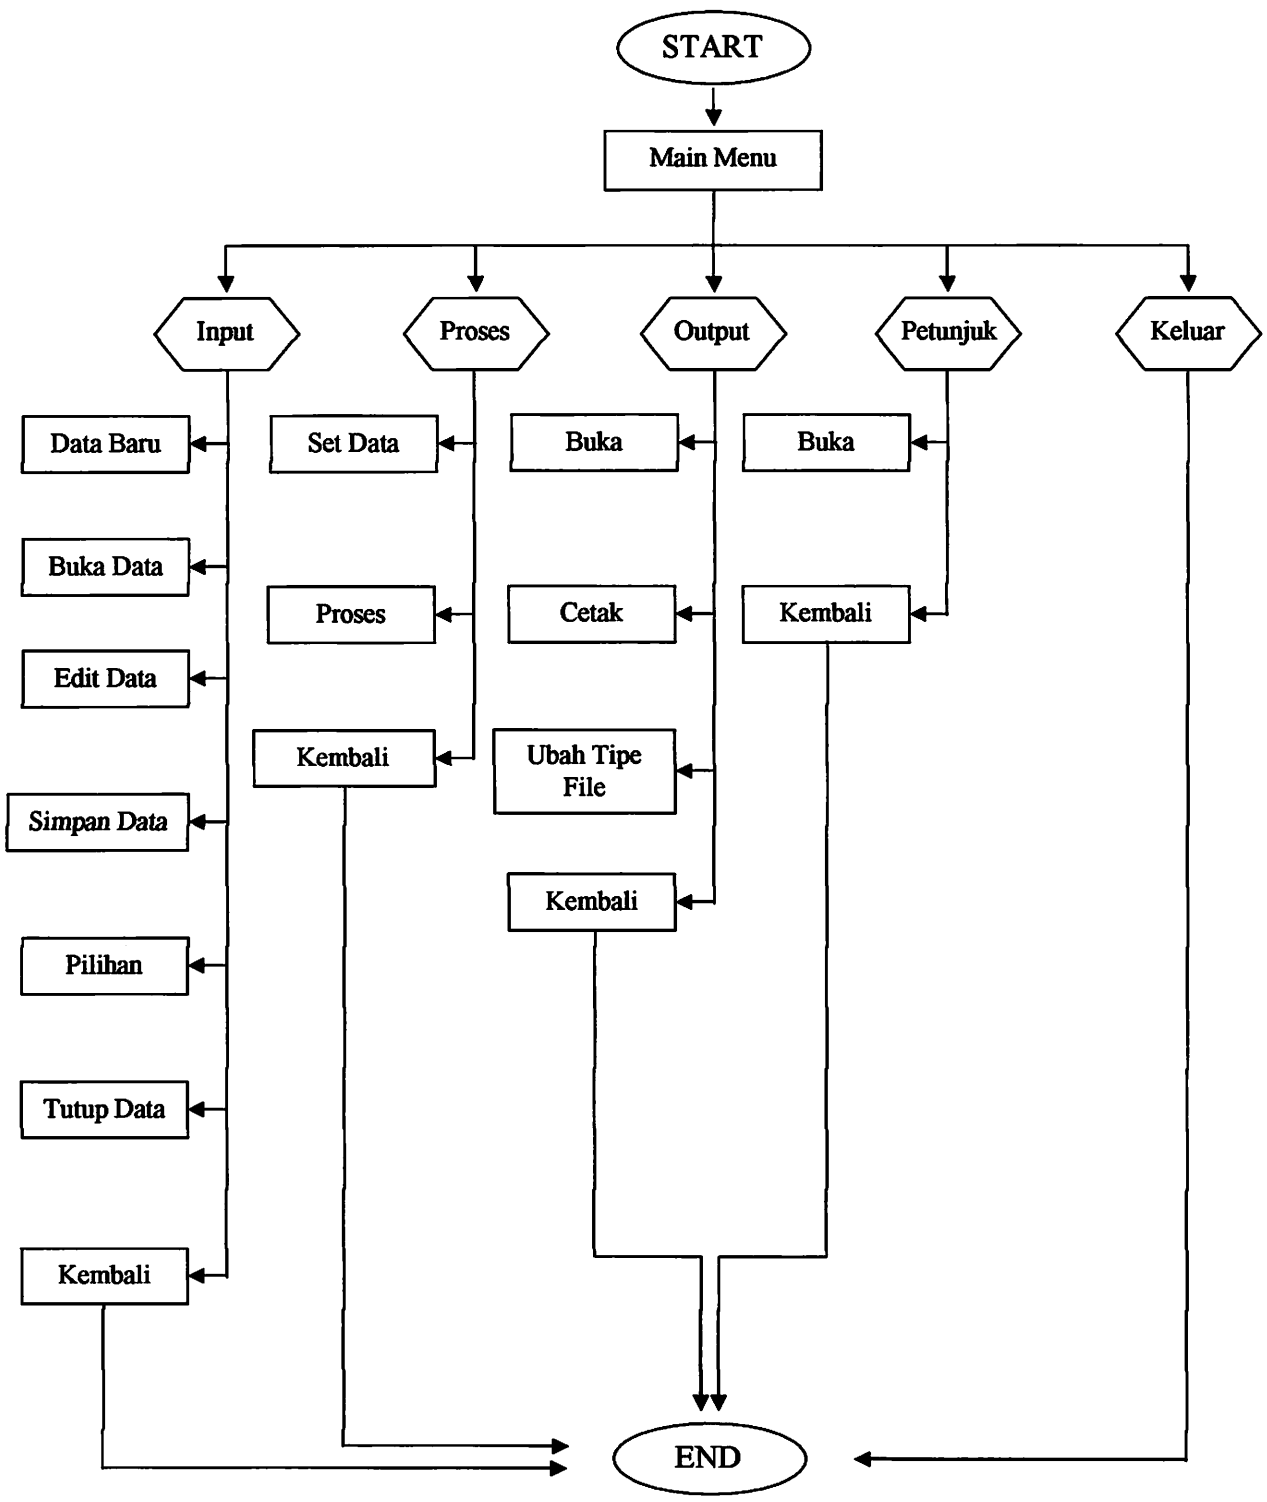 START
Main Menu
Input
Proses
Output
Petunjuk
Keluar
Data Baru
Buka Data
Edit Data
Simpan Data
Pilihan
Tutup Data
Kembali
Set Data
Proses
Kembali
Buka
Cetak
Ubah Tipe
File
Kembali
Buka
Kembali
END